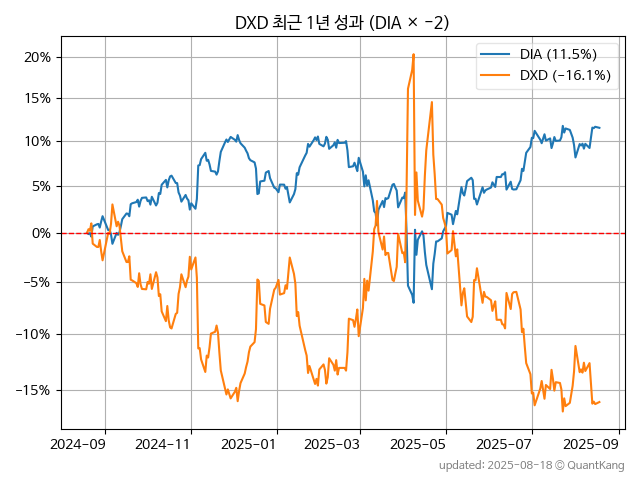 DXD 최근 1년 성과 (DIA × −2)
DIA (11.5%)
DXD (−16.1%)
20%
15%
10%
5%
0%
−5%
−10%
−15%
2024-09 2024-11 2025-01 2025-03 2025-05 2025-07 2025-09
updated: 2025-08-18 © QuantKang